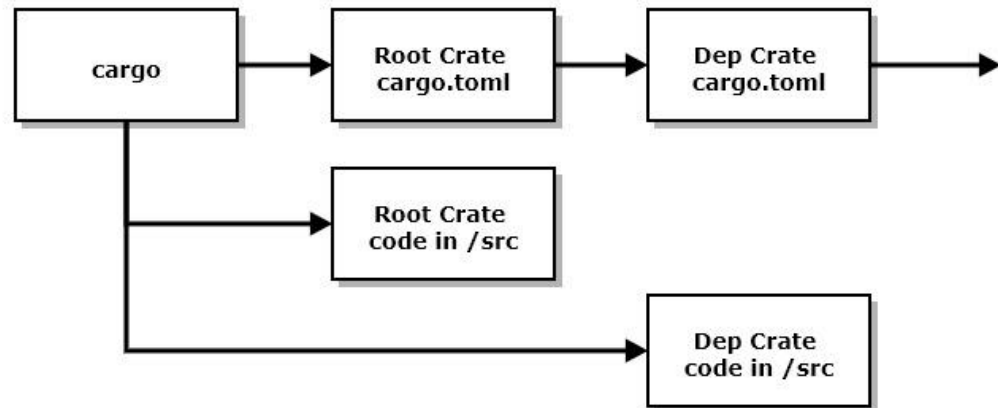 cargo
Root Crate
cargo.toml
Dep Crate
cargo.toml
Root Crate
code in /src
Dep Crate
code in /src